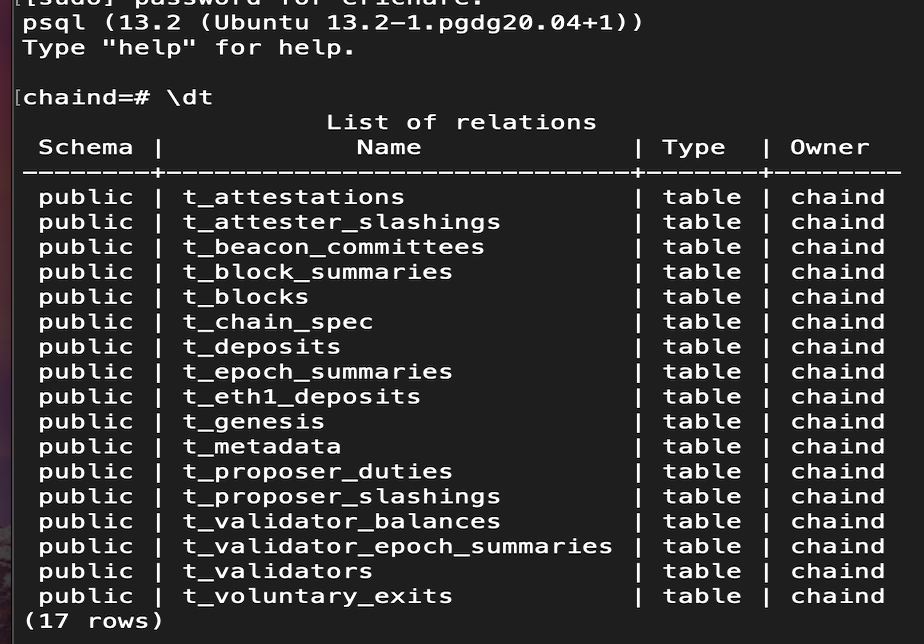 [sudo] password for erichare:
psql (13.2 (Ubuntu 13.2-1.pgdg20.04+1))
Type "help" for help.
[chaind=# \dt
List of relations
Schema | Name | Type | Owner
--------+-----------------------------+-------+--------
public | t_attestations | table | chaind
public | t_attester_slashings | table | chaind
public | t_beacon_committees | table | chaind
public | t_block_summaries | table | chaind
public | t_blocks | table | chaind
public | t_chain_spec | table | chaind
public | t_deposits | table | chaind
public | t_epoch_summaries | table | chaind
public | t_eth1_deposits | table | chaind
public | t_genesis | table | chaind
public | t_metadata | table | chaind
public | t_proposer_duties | table | chaind
public | t_proposer_slashings | table | chaind
public | t_validator_balances | table | chaind
public | t_validator_epoch_summaries | table | chaind
public | t_validators | table | chaind
public | t_voluntary_exits | table | chaind
(17 rows)